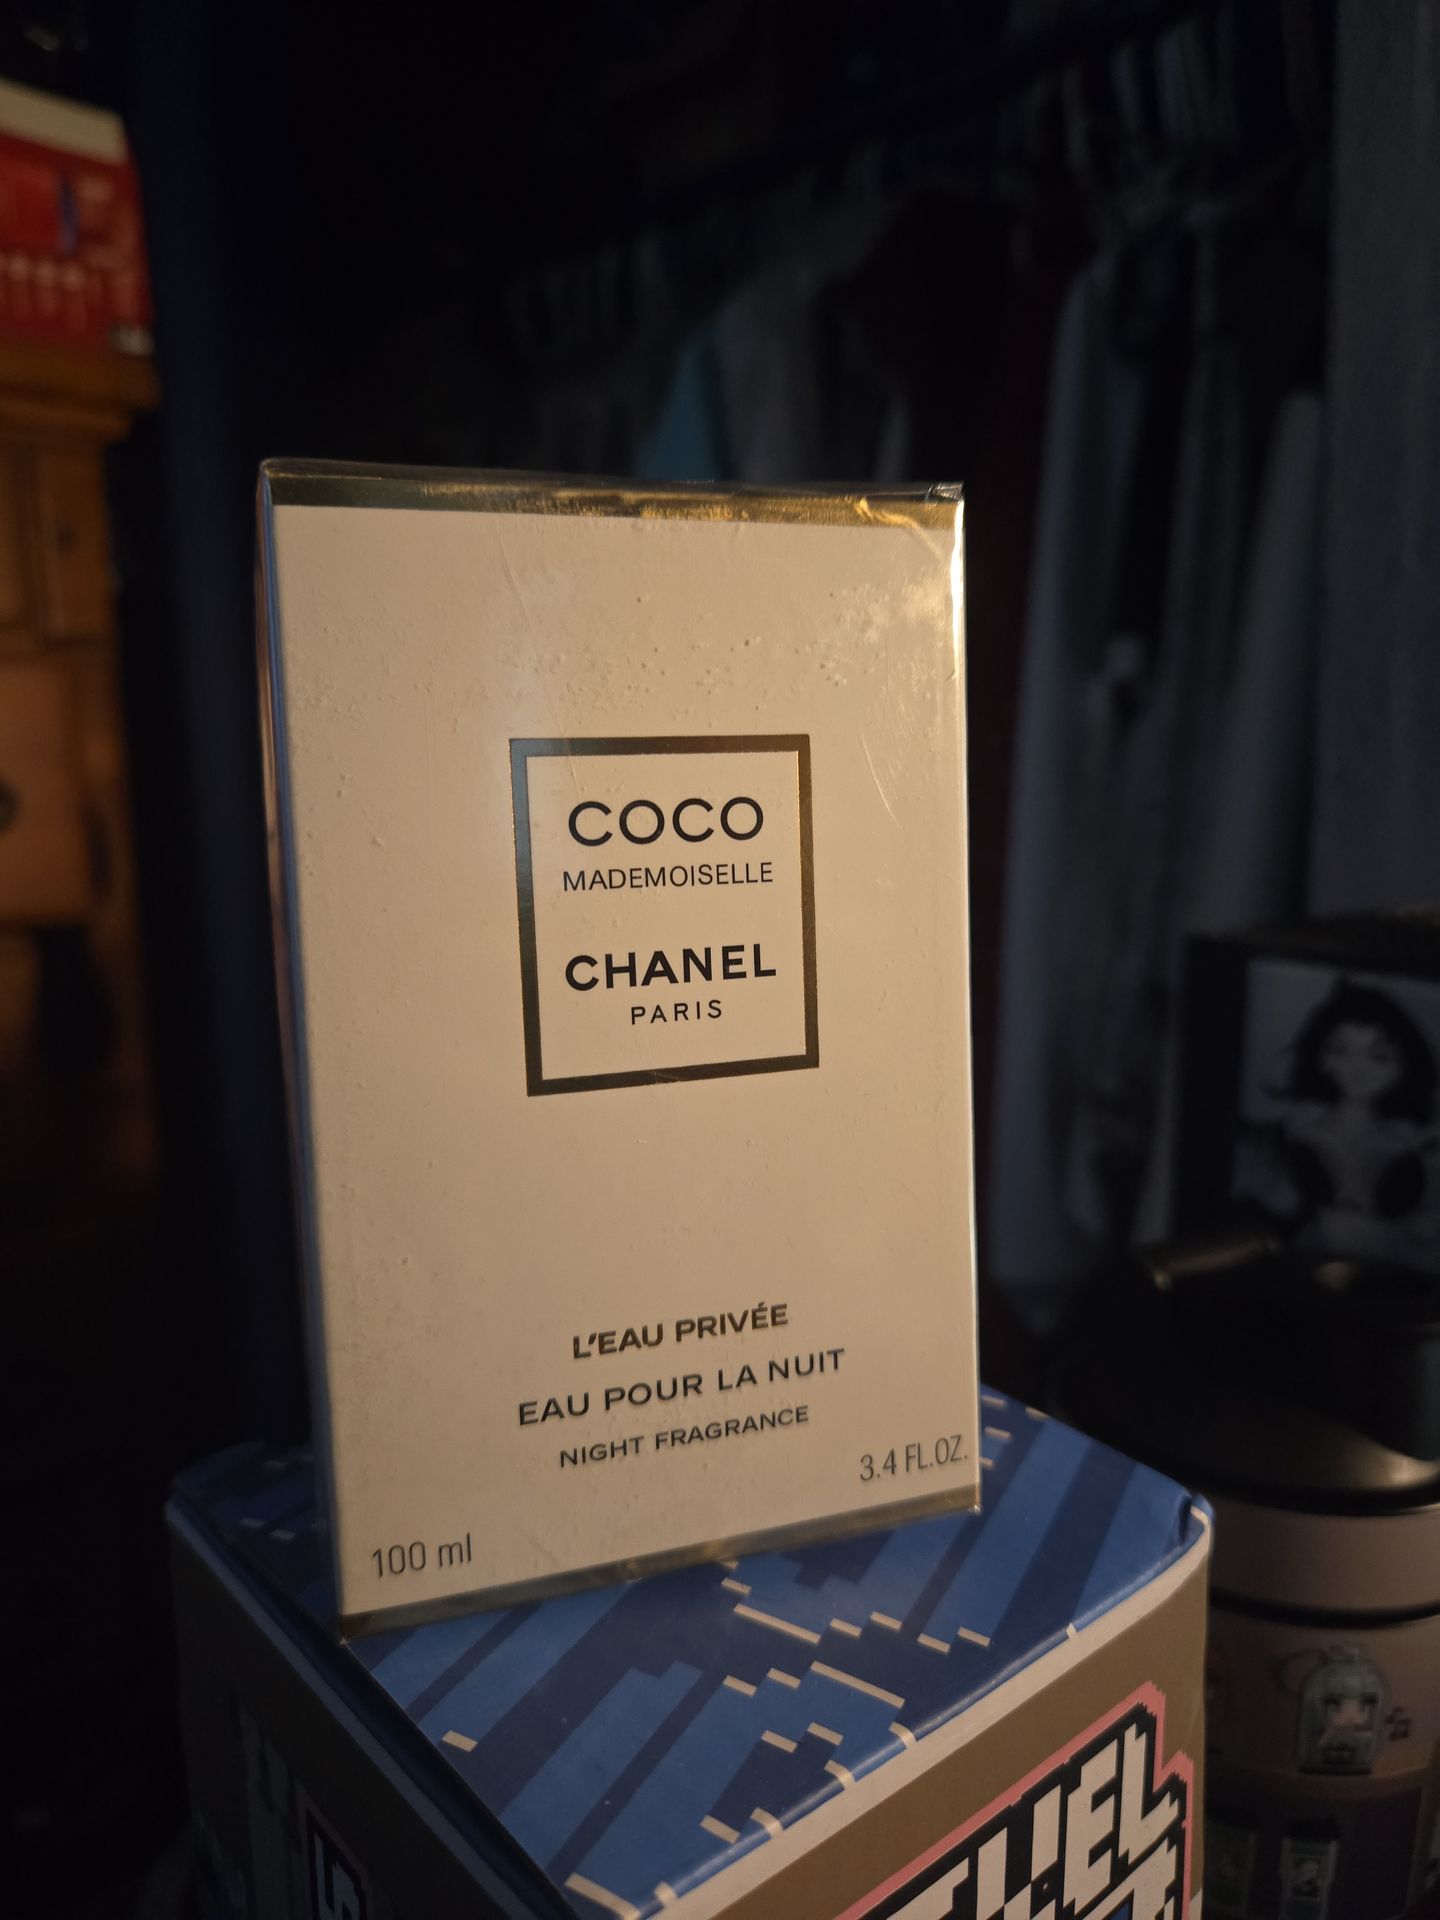 COCO
MADEMOISELLE
CHANEL
PARIS
L'EAU PRIVÉE
EAU POUR LA NUIT
NIGHT FRAGRANCE
3.4 FL.OZ.
100 ml